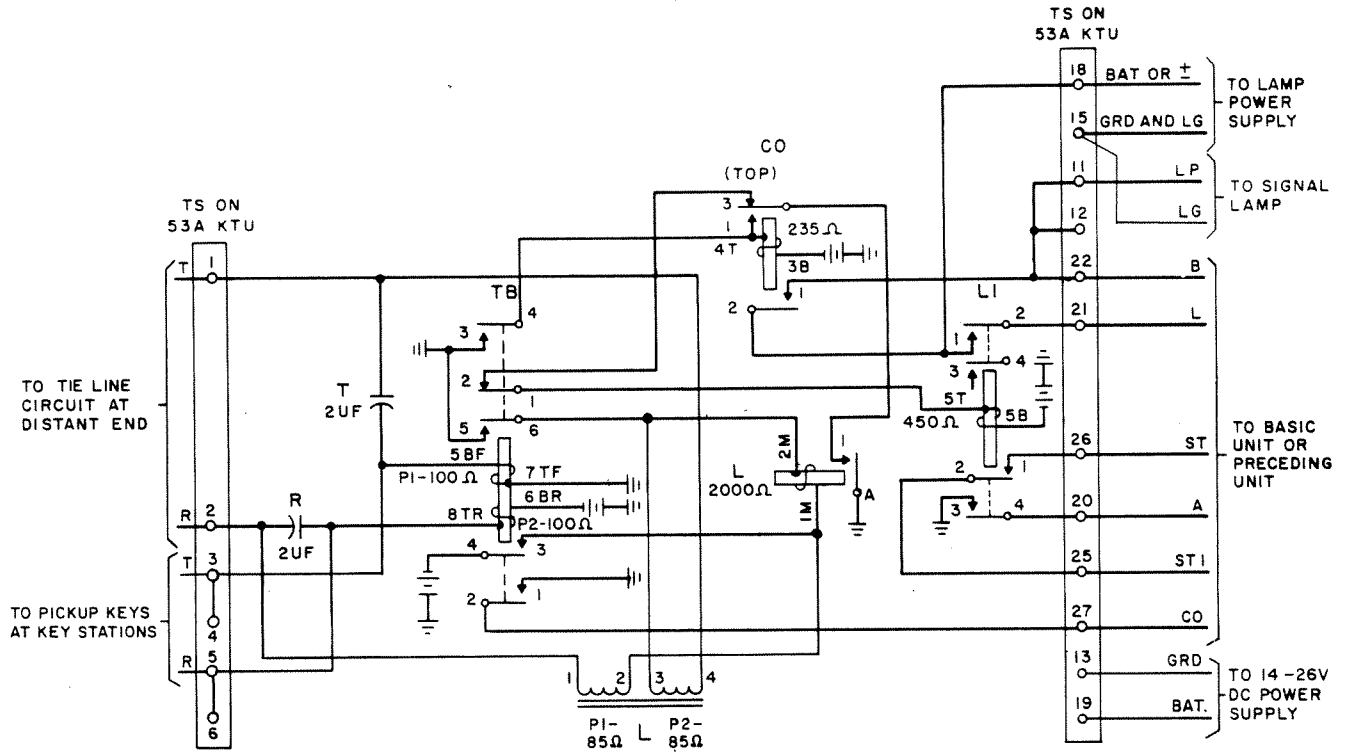 TS ON
53A KTU
18
BAT OR ±
TO LAMP
POWER
SUPPLY
15
GRD AND LG
11
LP
TO SIGNAL
LAMP
12
LG
22
B
21
L
26
ST
20
A
25
ST I
27
CO
TO BASIC
UNIT OR
PRECEDING
UNIT
13
GRD
19
BAT.
TO 14-26V
DC POWER
SUPPLY
CO
(TOP)
3
1
4T
235Ω
3B
2
1
L1
2
1
4
3
5T
450Ω
5B
2
1
3
4
TS ON
53A KTU
T
1
R
2
T
3
4
R
5
6
TO TIE LINE
CIRCUIT AT
DISTANT END
TO PICKUP KEYS
AT KEY STATIONS
T
2UF
R
2UF
TB
4
3
2
1
5
6
5BF
P1-100Ω
7TF
6BR
8TR
P2-100Ω
4
3
2
1
L
2000Ω
2M
1M
1
A
1
2
3
4
P1-
85Ω
L
P2-
85Ω